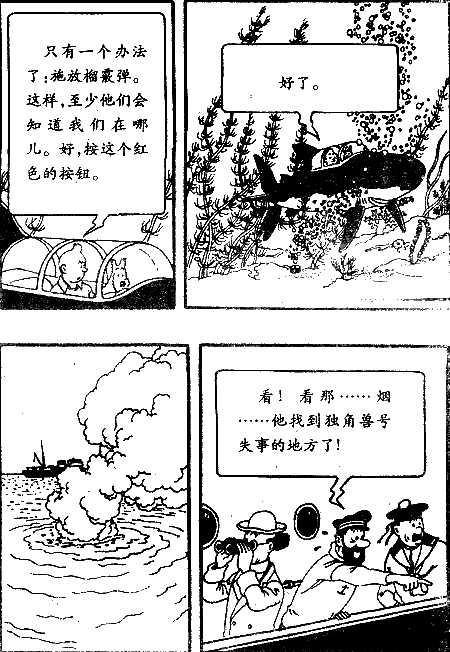 只有一个办法
了：施放榴霰弹。
这样，至少他们会
知道我们在哪
儿。好，按这个红
色的按钮。
好了。
看！看那……烟
……他找到独角兽号
失事的地方了！